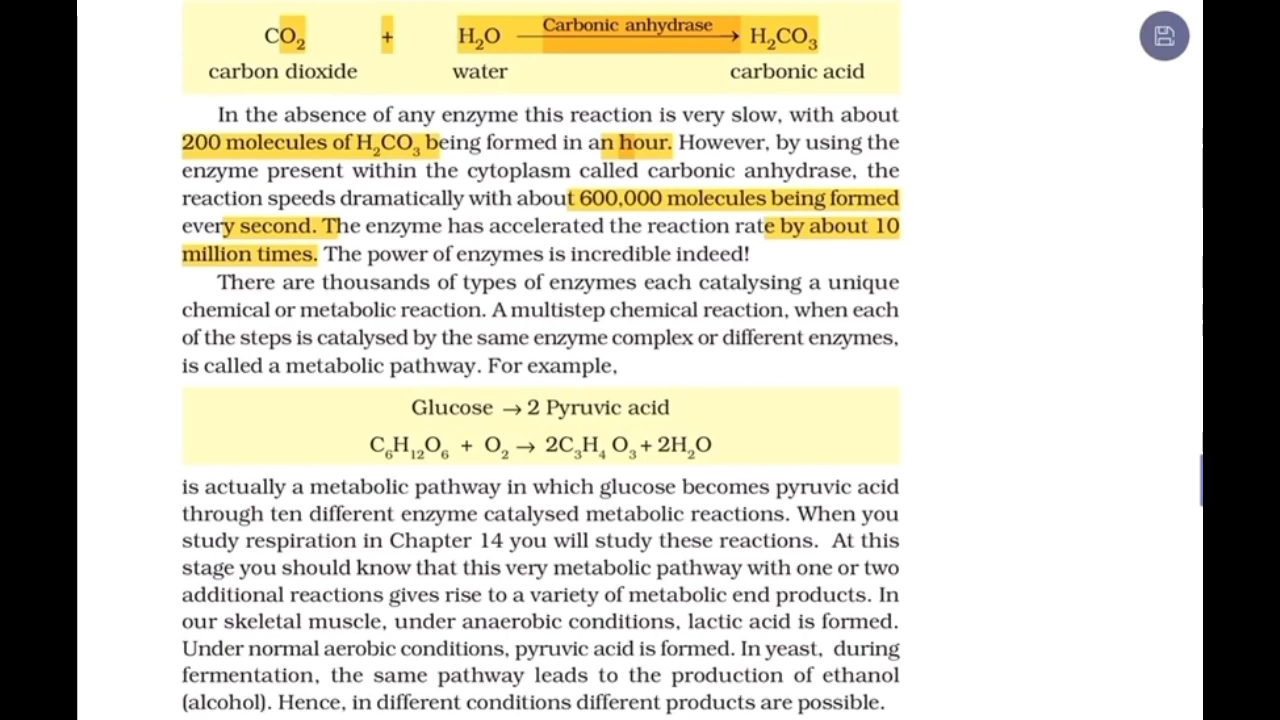 CO₂ + H₂O Carbonic anhydrase → H₂CO₃
carbon dioxide water carbonic acid
In the absence of any enzyme this reaction is very slow, with about
200 molecules of H₂CO₃ being formed in an hour. However, by using the
enzyme present within the cytoplasm called carbonic anhydrase, the
reaction speeds dramatically with about 600,000 molecules being formed
every second. The enzyme has accelerated the reaction rate by about 10
million times. The power of enzymes is incredible indeed!
There are thousands of types of enzymes each catalysing a unique
chemical or metabolic reaction. A multistep chemical reaction, when each
of the steps is catalysed by the same enzyme complex or different enzymes,
is called a metabolic pathway. For example,
Glucose → 2 Pyruvic acid
C₆H₁₂O₆ + O₂ → 2C₃H₄ O₃ + 2H₂O
is actually a metabolic pathway in which glucose becomes pyruvic acid
through ten different enzyme catalysed metabolic reactions. When you
study respiration in Chapter 14 you will study these reactions. At this
stage you should know that this very metabolic pathway with one or two
additional reactions gives rise to a variety of metabolic end products. In
our skeletal muscle, under anaerobic conditions, lactic acid is formed.
Under normal aerobic conditions, pyruvic acid is formed. In yeast, during
fermentation, the same pathway leads to the production of ethanol
(alcohol). Hence, in different conditions different products are possible.